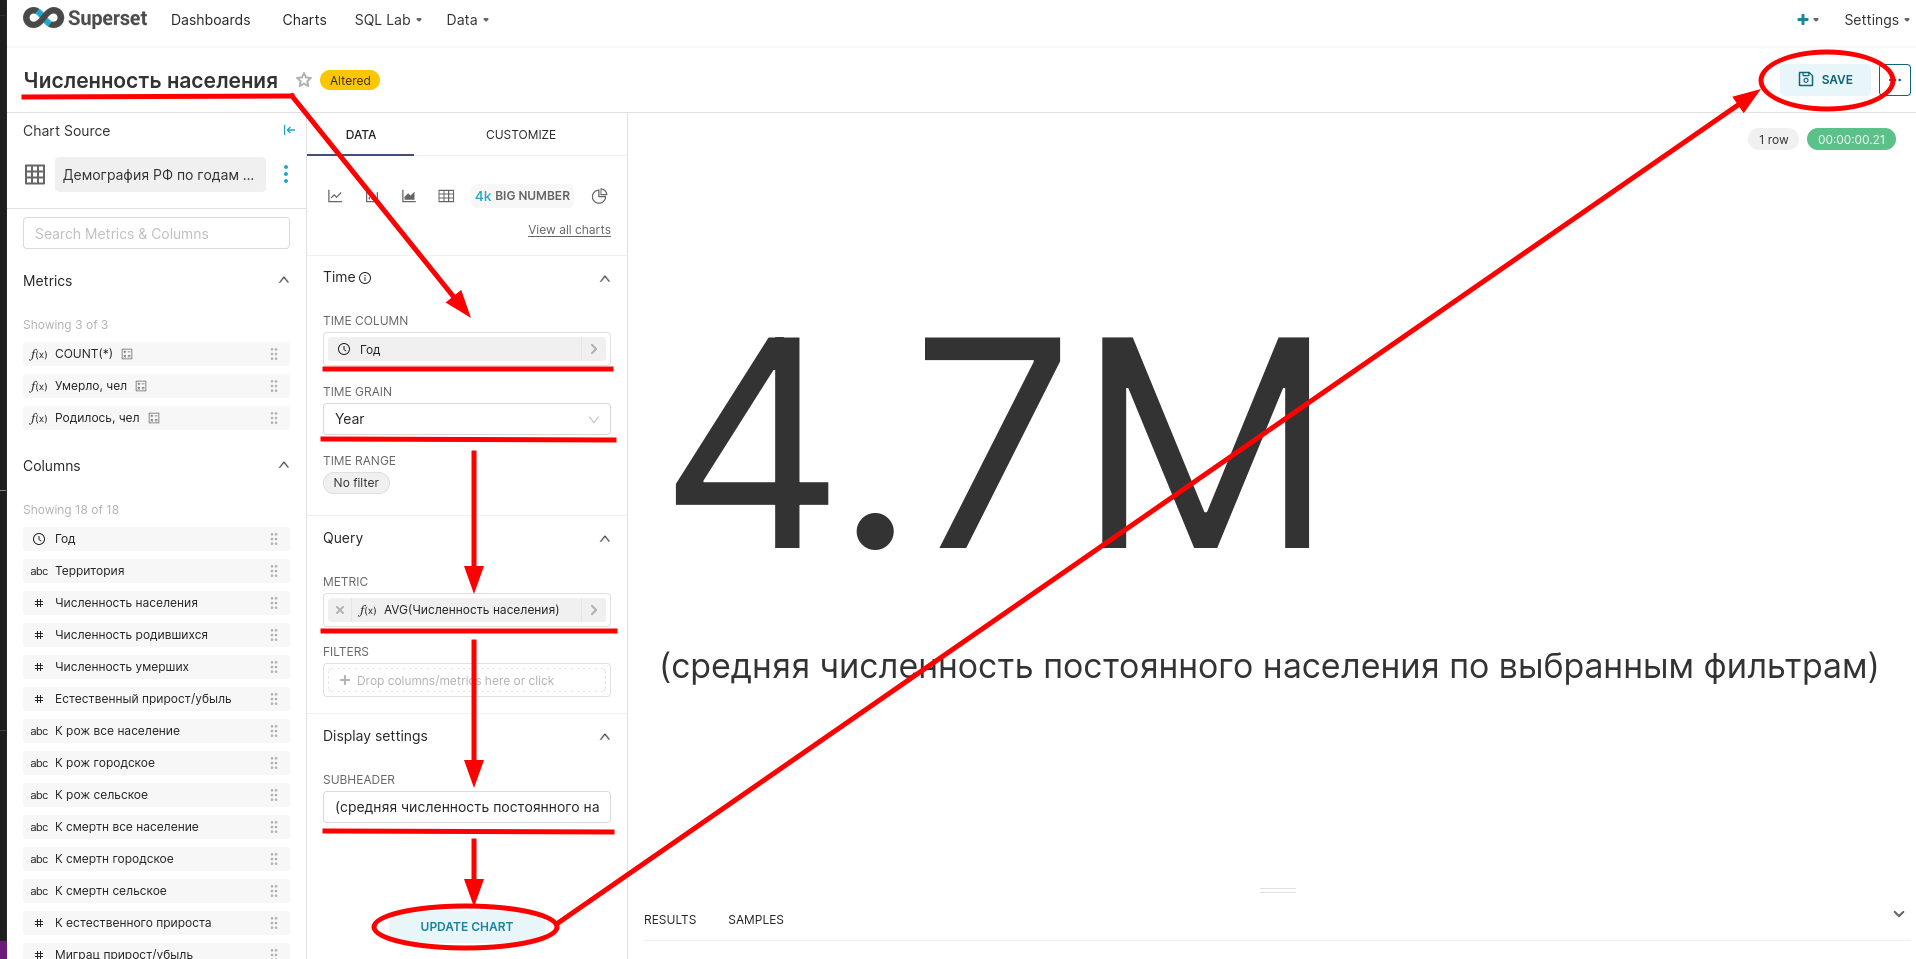 Superset Dashboards Charts SQL Lab Data + Settings
Численность населения Altered SAVE
Chart Source
Демография РФ по годам ...
Search Metrics & Columns
Metrics
Showing 3 of 3
f(x) COUNT(*)
f(x) Умерло, чел
f(x) Родилось, чел
Columns
Showing 18 of 18
Год
abc Территория
# Численность населения
# Численность родившихся
# Численность умерших
# Естественный прирост/убыль
abc К рож все население
abc К рож городское
abc К рож сельское
abc К смертн все население
abc К смертн городское
abc К смертн сельское
# К естественного прироста
# Миграц прирост/убыль
DATA CUSTOMIZE
4k BIG NUMBER
View all charts
Time
TIME COLUMN
Год
TIME GRAIN
Year
TIME RANGE
No filter
Query
METRIC
f(x) AVG(Численность населения)
FILTERS
+ Drop columns/metrics here or click
Display settings
SUBHEADER
(средняя численность постоянного на
UPDATE CHART
1 row 00:00:00.21
4.7M
(средняя численность постоянного населения по выбранным фильтрам)
RESULTS SAMPLES